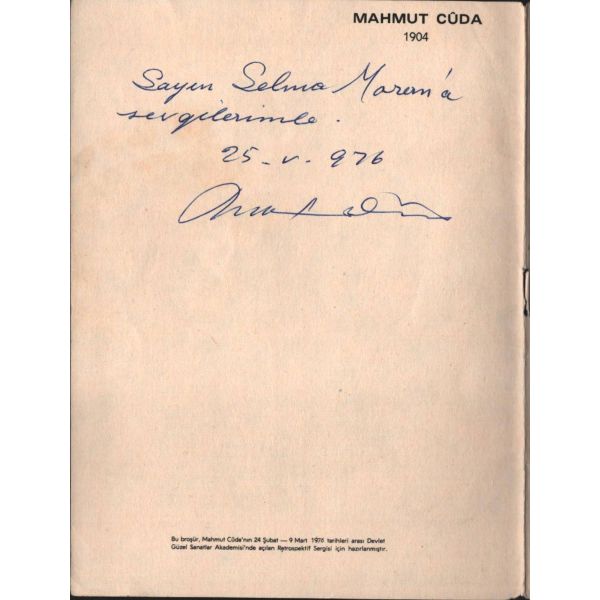 MAHMUT CÛDA
1904
Sayın Selma Moren'a
sevgilerimle.
25-V-976
Bu broşür, Mahmut Cûda'nın 24 Şubat — 9 Mart 1976 tarihleri arası Devlet
Güzel Sanatlar Akademisi'nde açılan Retrospektif Sergisi için hazırlanmıştır.